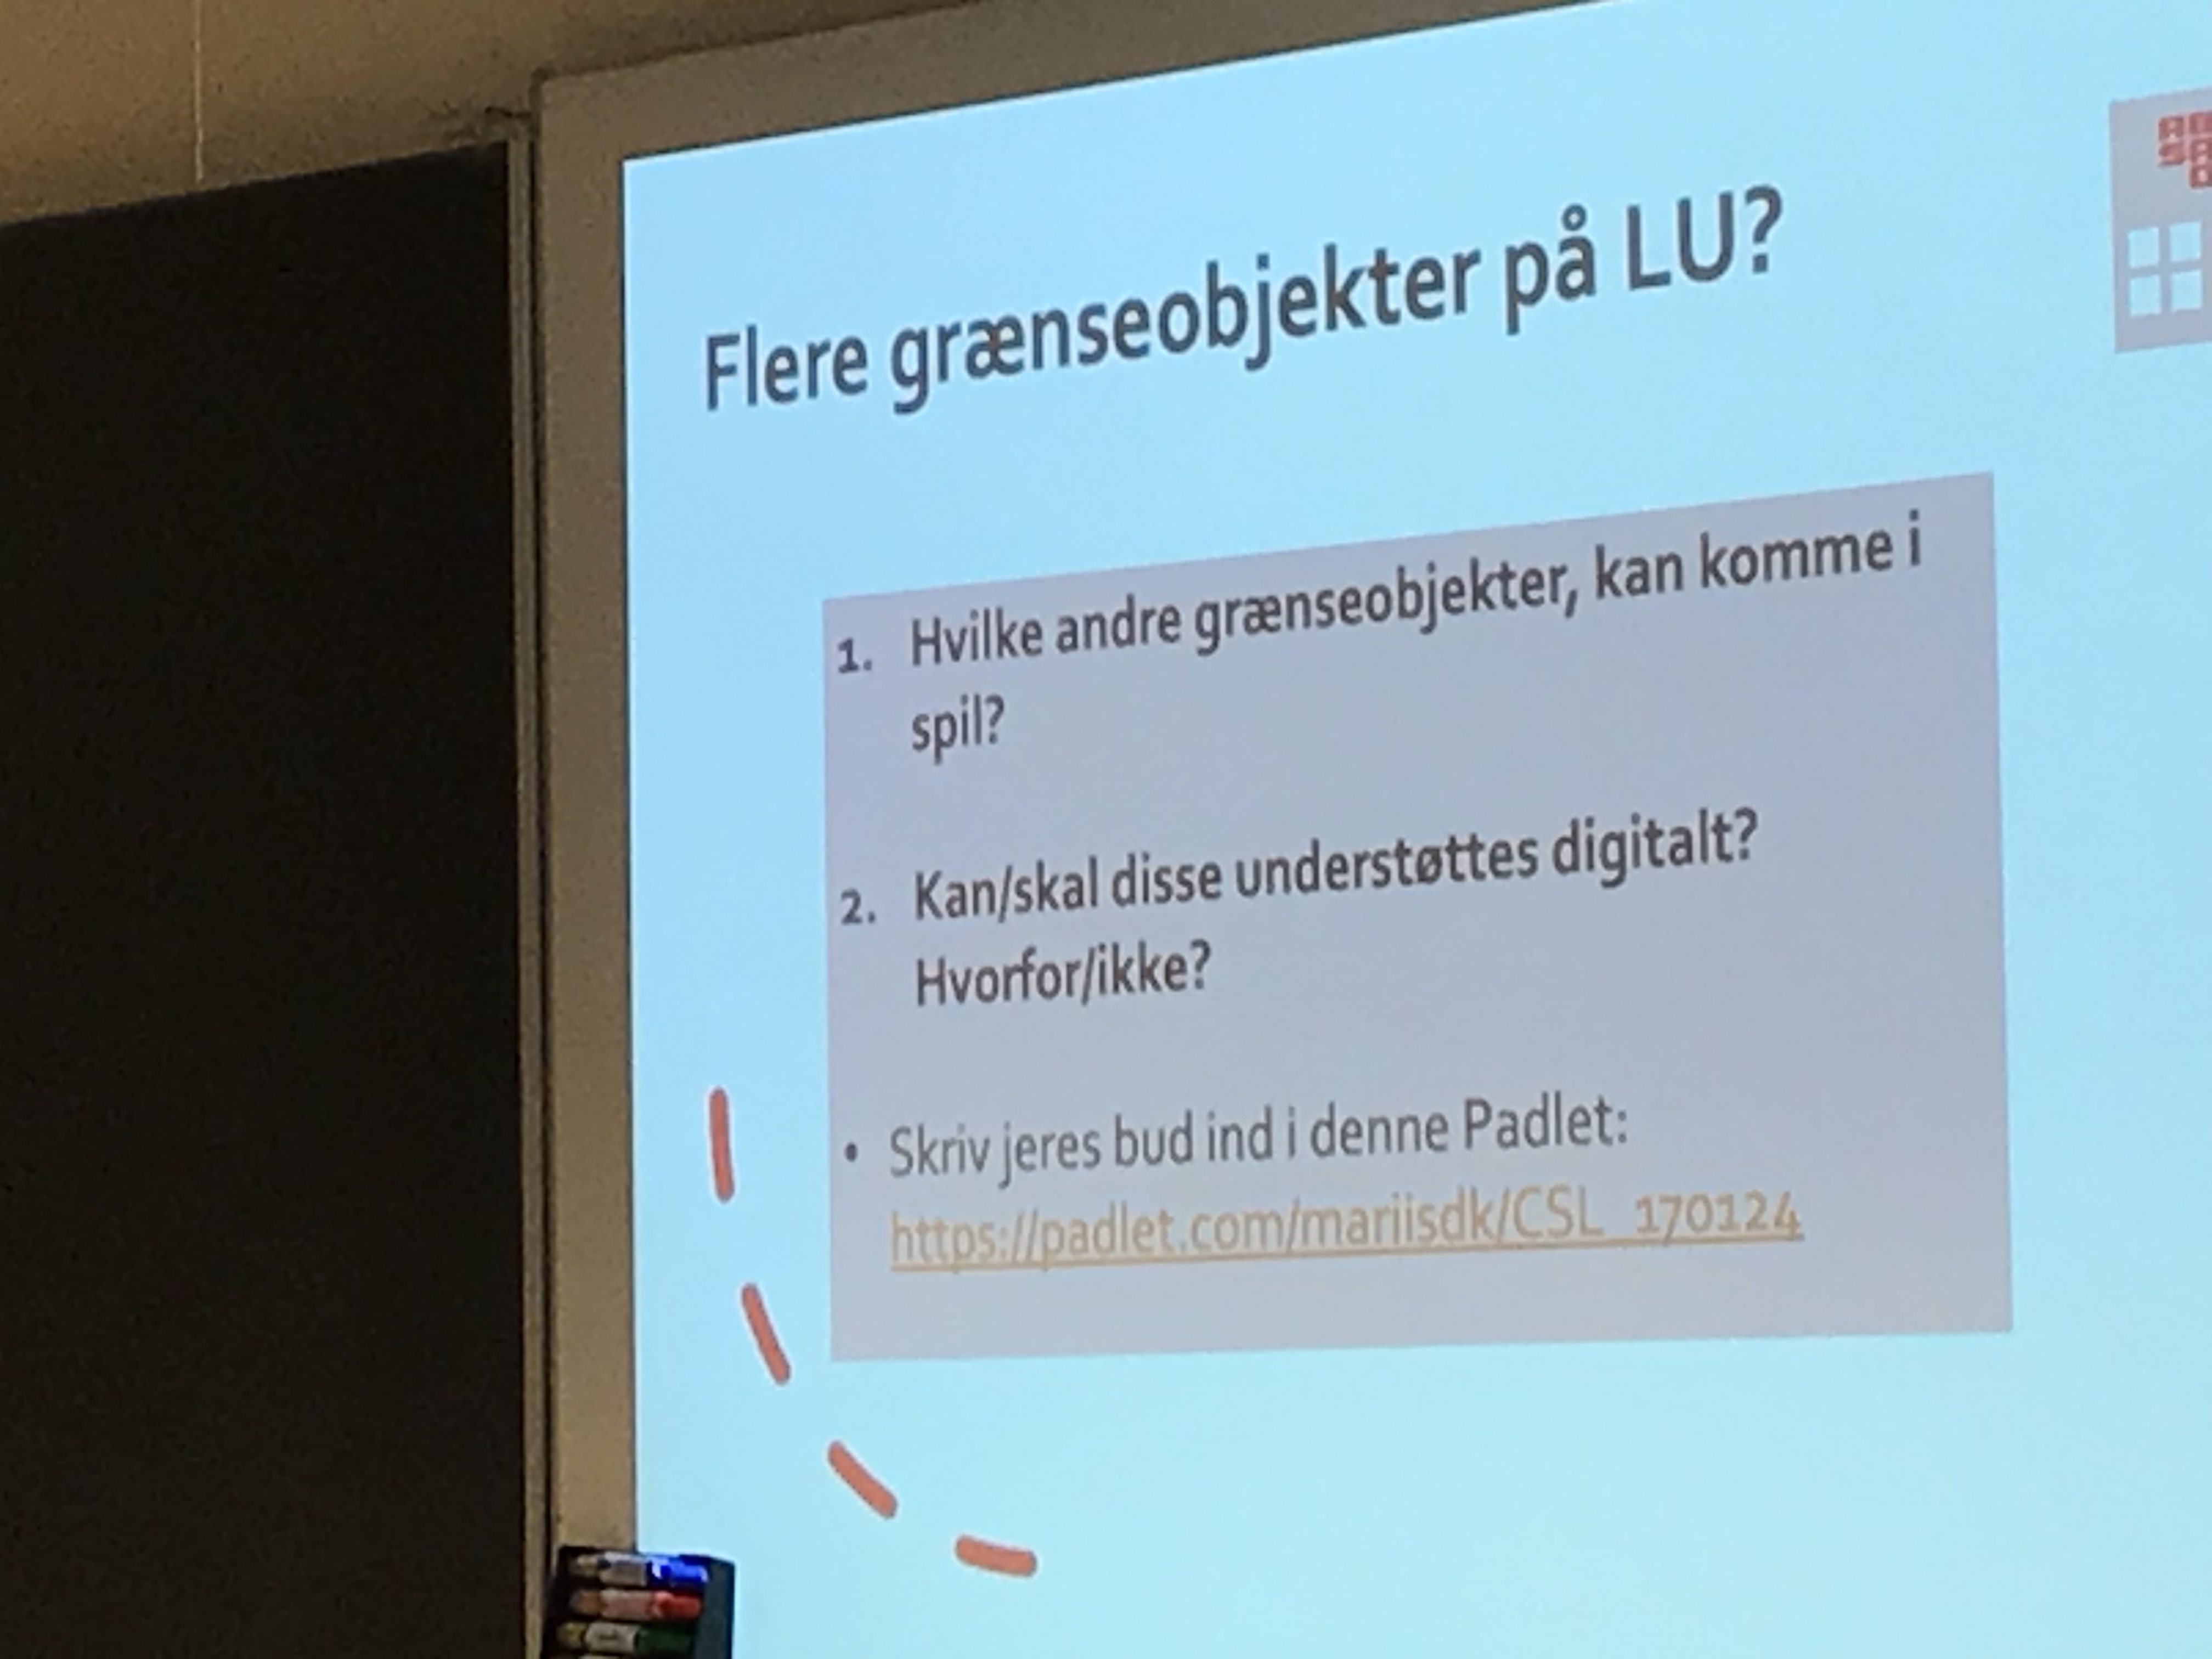 Flere grænseobjekter på LU?
1. Hvilke andre grænseobjekter, kan komme i
spil?
2. Kan/skal disse understøttes digitalt?
Hvorfor/ikke?
• Skriv jeres bud ind i denne Padlet:
https://padlet.com/mariisdk/CSL_170124